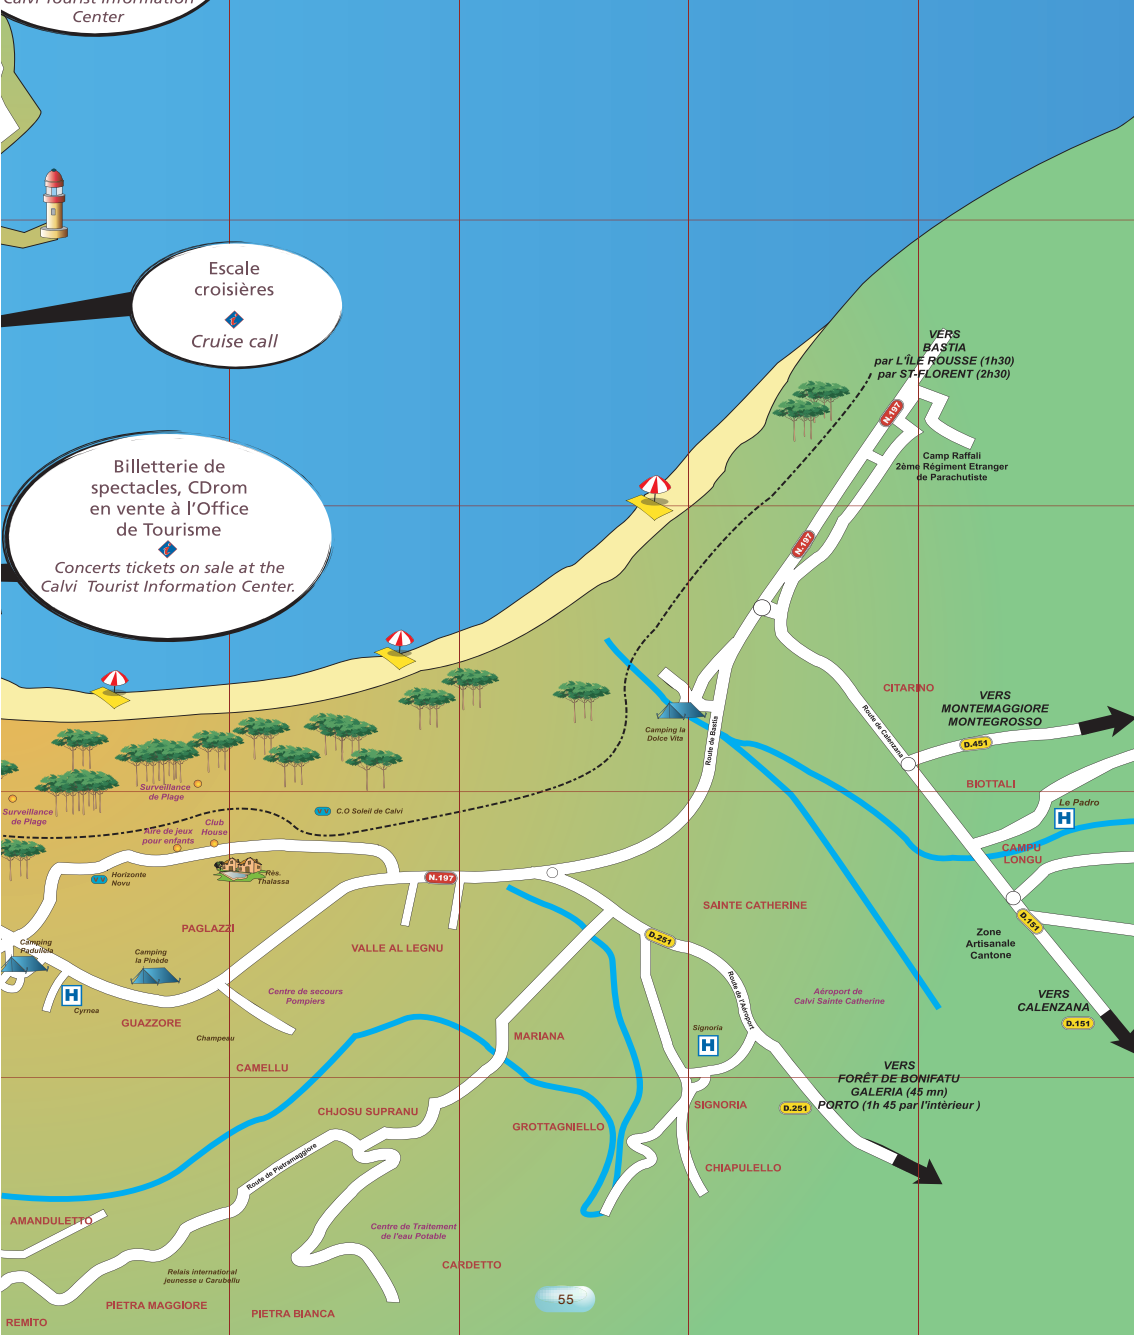 Calvi Tourist Information
Center
Escale
croisières
Cruise call
Billetterie de
spectacles, CDrom
en vente à l'Office
de Tourisme
Concerts tickets on sale at the
Calvi Tourist Information Center.
VERS
BASTIA
par L'ÎLE ROUSSE (1h30)
par ST-FLORENT (2h30)
N.197
Camp Raffali
2ème Régiment Etranger
de Parachutiste
N.197
CITARINO
VERS
MONTEMAGGIORE
MONTEGROSSO
Route de Calenzana
D.451
Camping la
Dolce Vita
Route de Bastia
BIOTTALI
Le Padro
H
CAMPU
LONGU
Surveillance
de Plage
Surveillance
de Plage
C.O Soleil de Calvi
Club
House
Aire de jeux
pour enfants
Horizonte
Novu
Rés.
Thalassa
N.197
SAINTE CATHERINE
D.151
PAGLAZZI
VALLE AL LEGNU
D.251
Zone
Artisanale
Cantone
Camping
Paduliela
Camping
la Pinède
H
Cyrnea
Centre de secours
Pompiers
Route de l'Aéroport
Aéroport de
Calvi Sainte Catherine
VERS
CALENZANA
D.151
GUAZZORE
Champeau
MARIANA
Signoria
H
CAMELLU
VERS
FORÊT DE BONIFATU
GALERIA (45 mn)
D.251
PORTO (1h 45 par l'intèrieur )
SIGNORIA
CHJOSU SUPRANU
GROTTAGNIELLO
Route de Pietramaggiore
CHIAPULELLO
AMANDULETTO
Centre de Traitement
de l'eau Potable
CARDETTO
Relais international
jeunesse u Carubellu
PIETRA MAGGIORE
PIETRA BIANCA
REMÍTO
55